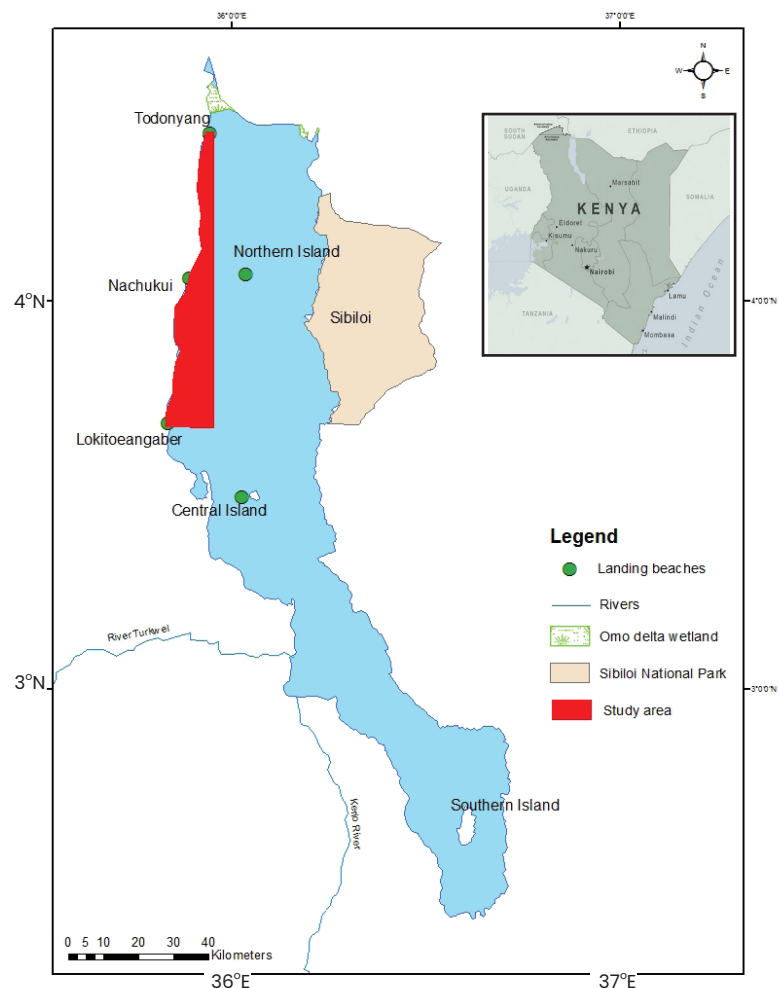 36°0'0"E
37°0'0"E
N
W
E
S
Todonyang
SOUTH
SUDAN
ETHIOPIA
UGANDA
Marsabit
SOMALIA
KENYA
Eldoret
Kisumu
Nakuru
Nairobi
Lamu
Malindi
Mombasa
TANZANIA
Indian Ocean
Northern Island
Nachukui
4°N
4°0'0"N
Sibiloi
Lokitoeangaber
Central Island
Legend
Landing beaches
Rivers
Omo delta wetland
Sibiloi National Park
Study area
River Turkwel
3°N
3°0'0"N
Kerio River
Southern Island
0 5 10 20 30 40
Kilometers
36°E
37°E